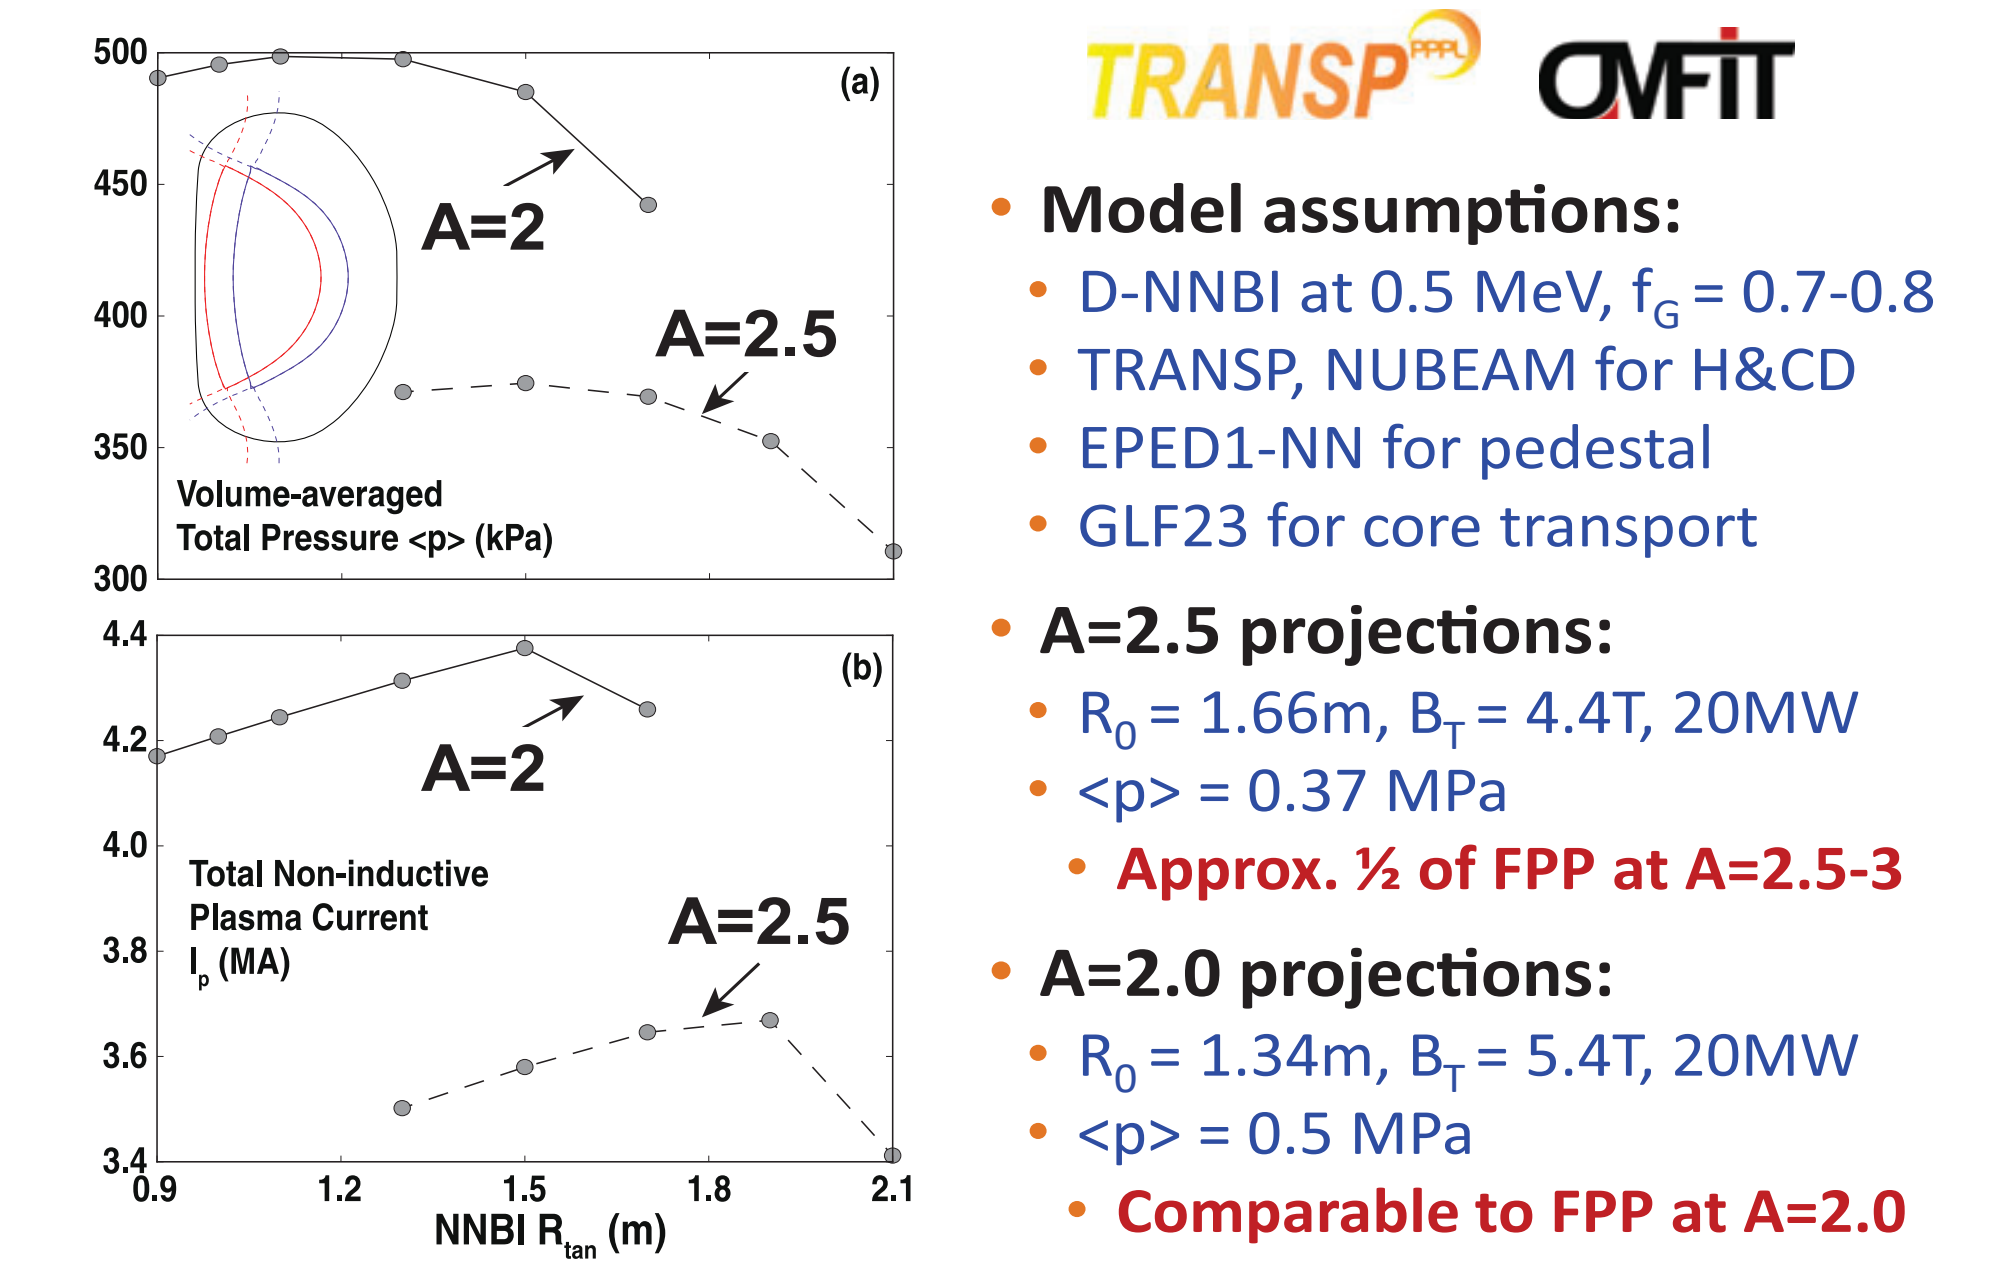 500
450
400
350
300
(a)
A=2
A=2.5
Volume-averaged
Total Pressure <p> (kPa)
4.4
4.2
4.0
3.8
3.6
3.4
(b)
A=2
A=2.5
Total Non-inductive
Plasma Current
Ip (MA)
0.9 1.2 1.5 1.8 2.1
NNBI Rtan (m)
TRANSP PPPL OMFIT
• Model assumptions:
• D-NNBI at 0.5 MeV, fG = 0.7-0.8
• TRANSP, NUBEAM for H&CD
• EPED1-NN for pedestal
• GLF23 for core transport
• A=2.5 projections:
• R0 = 1.66m, BT = 4.4T, 20MW
• <p> = 0.37 MPa
• Approx. ½ of FPP at A=2.5-3
• A=2.0 projections:
• R0 = 1.34m, BT = 5.4T, 20MW
• <p> = 0.5 MPa
• Comparable to FPP at A=2.0